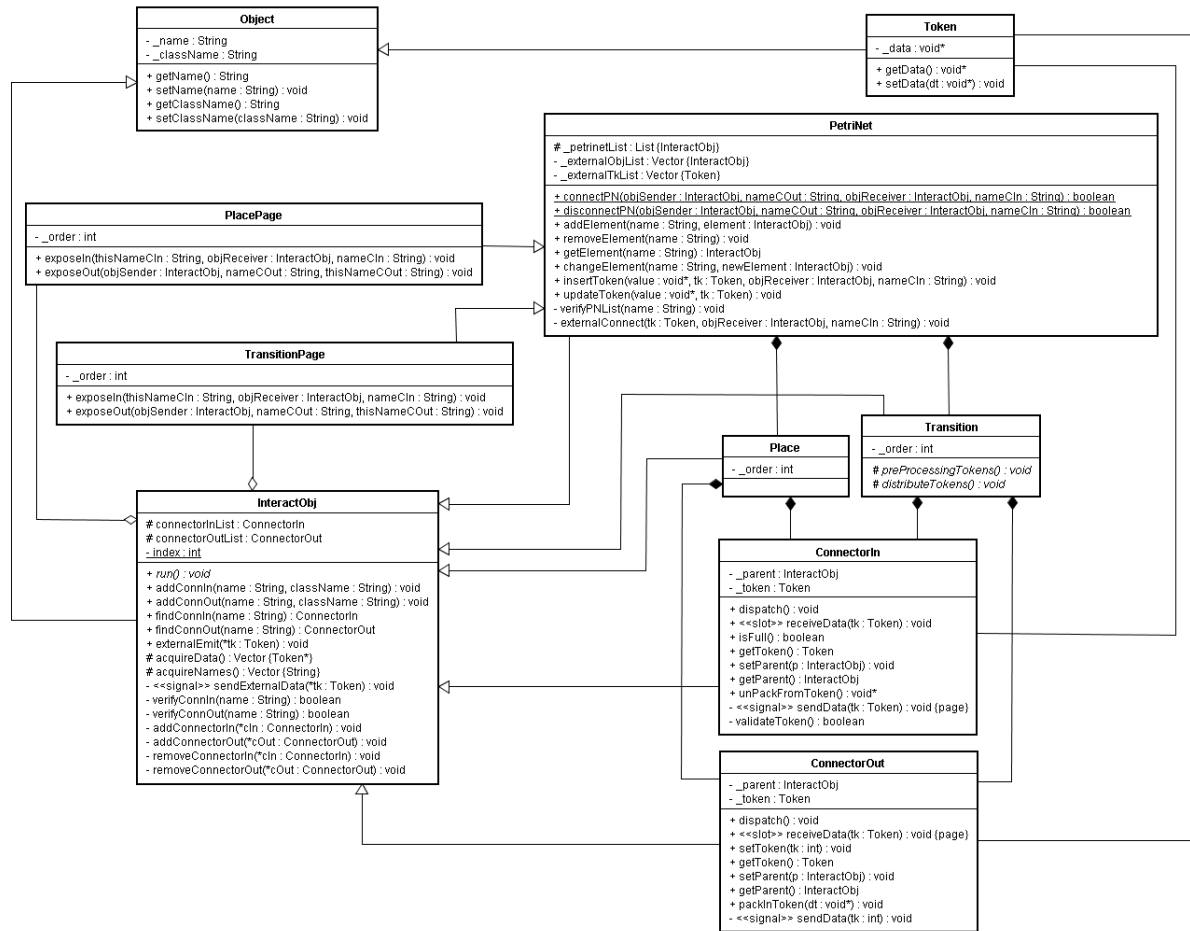 Object
- _name : String
- _className : String
+ getName() : String
+ setName(name : String) : void
+ getClassName() : String
+ setClassName(className : String) : void
Token
- _data : void*
+ getData() : void*
+ setData(dt : void*) : void
PetriNet
# _petrinetList : List {InteractObj}
- _externalObjList : Vector {InteractObj}
- _externalTkList : Vector {Token}
+ connectPN(objSender : InteractObj, nameCOut : String, objReceiver : InteractObj, nameCIn : String) : boolean
+ disconnectPN(objSender : InteractObj, nameCOut : String, objReceiver : InteractObj, nameCIn : String) : boolean
+ addElement(name : String, element : InteractObj) : void
+ removeElement(name : String) : void
+ getElement(name : String) : InteractObj
+ changeElement(name : String, newElement : InteractObj) : void
+ insertToken(value : void*, tk : Token, objReceiver : InteractObj, nameCIn : String) : void
+ updateToken(value : void*, tk : Token) : void
- verifyPNList(name : String) : void
- externalConnect(tk : Token, objReceiver : InteractObj, nameCIn : String) : void
PlacePage
- _order : int
+ exposeIn(thisNameCIn : String, objReceiver : InteractObj, nameCIn : String) : void
+ exposeOut(objSender : InteractObj, nameCOut : String, thisNameCOut : String) : void
TransitionPage
- _order : int
+ exposeIn(thisNameCIn : String, objReceiver : InteractObj, nameCIn : String) : void
+ exposeOut(objSender : InteractObj, nameCOut : String, thisNameCOut : String) : void
Place
- _order : int
Transition
- _order : int
# preProcessingTokens() : void
# distributeTokens() : void
InteractObj
# connectorInList : ConnectorIn
# connectorOutList : ConnectorOut
- index : int
+ run() : void
+ addConnIn(name : String, className : String) : void
+ addConnOut(name : String, className : String) : void
+ findConnIn(name : String) : ConnectorIn
+ findConnOut(name : String) : ConnectorOut
+ externalEmit(*tk : Token) : void
# acquireData() : Vector {Token*}
# acquireNames() : Vector {String}
- <<signal>> sendExternalData(*tk : Token) : void
- verifyConnIn(name : String) : boolean
- verifyConnOut(name : String) : boolean
- addConnectorIn(*cIn : ConnectorIn) : void
- addConnectorOut(*cOut : ConnectorOut) : void
- removeConnectorIn(*cIn : ConnectorIn) : void
- removeConnectorOut(*cOut : ConnectorOut) : void
ConnectorIn
- _parent : InteractObj
- _token : Token
+ dispatch() : void
+ <<slot>> receiveData(tk : Token) : void
+ isFull() : boolean
+ getToken() : Token
+ setParent(p : InteractObj) : void
+ getParent() : InteractObj
+ unPackFromToken() : void*
- <<signal>> sendData(tk : Token) : void {page}
- validateToken() : boolean
ConnectorOut
- _parent : InteractObj
- _token : Token
+ dispatch() : void
+ <<slot>> receiveData(tk : Token) : void {page}
+ setToken(tk : int) : void
+ getToken() : Token
+ setParent(p : InteractObj) : void
+ getParent() : InteractObj
+ packInToken(dt : void*) : void
- <<signal>> sendData(tk : int) : void